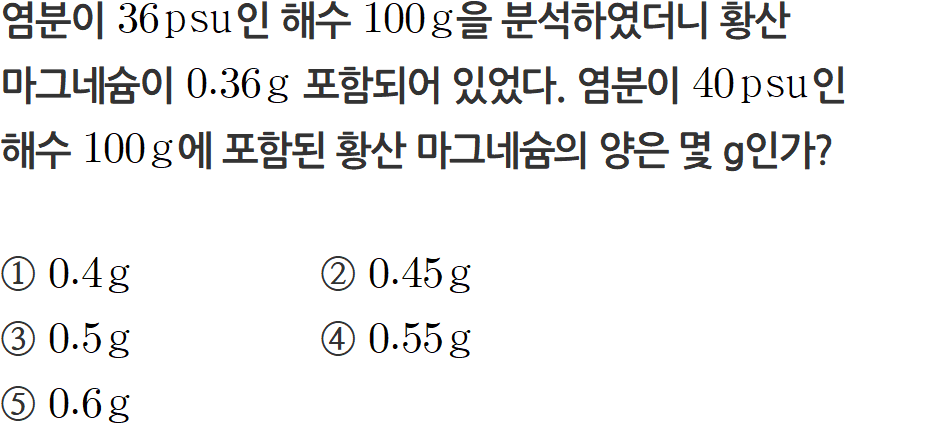 염분이 36 psu인 해수 100 g을 분석하였더니 황산
마그네슘이 0.36 g 포함되어 있었다. 염분이 40 psu인
해수 100 g에 포함된 황산 마그네슘의 양은 몇 g인가?
① 0.4 g ② 0.45 g
③ 0.5 g ④ 0.55 g
⑤ 0.6 g